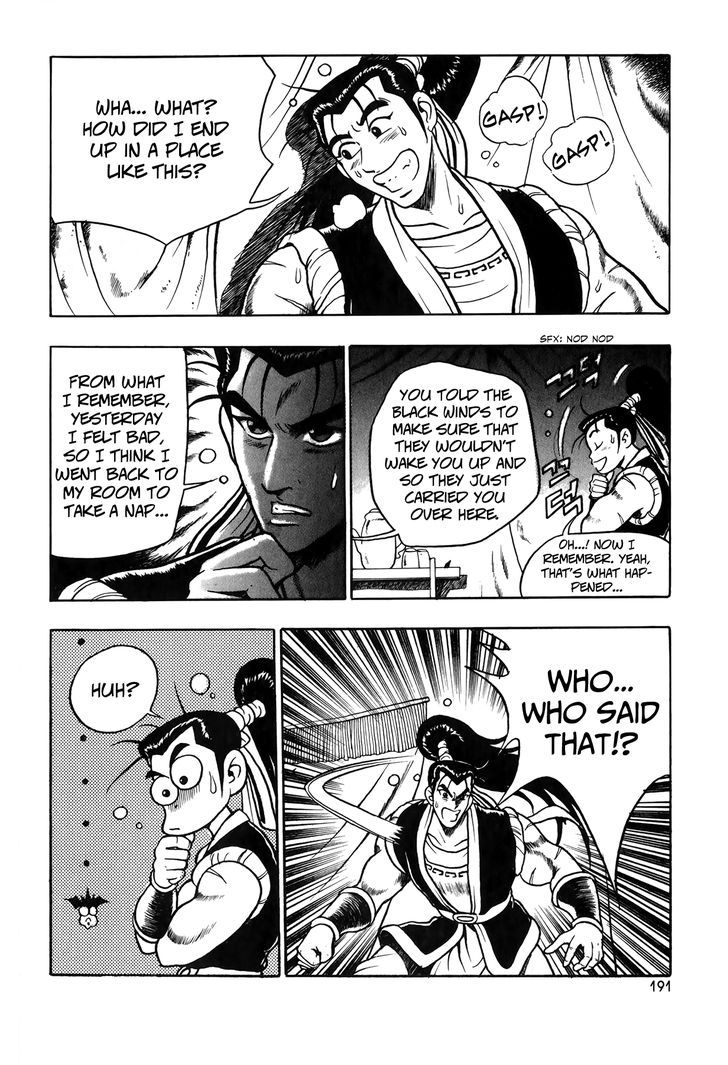 WHA... WHAT?
HOW DID I END
UP IN A PLACE
LIKE THIS?
GASP!
GASP!
SFX: NOD NOD
FROM WHAT
I REMEMBER,
YESTERDAY
I FELT BAD,
SO I THINK I
WENT BACK TO
MY ROOM TO
TAKE A NAP...
YOU TOLD THE
BLACK WINDS TO
MAKE SURE THAT
THEY WOULDN'T
WAKE YOU UP AND
SO THEY JUST
CARRIED YOU
OVER HERE.
OH...! NOW I
REMEMBER. YEAH,
THAT'S WHAT HAP-
PENED...
HUH?
WHO...
WHO SAID
THAT!?
191